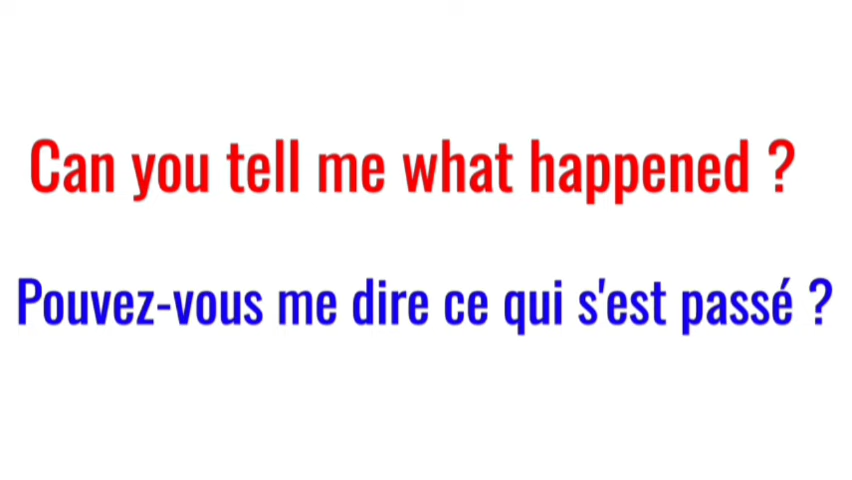 Can you tell me what happened ?
Pouvez-vous me dire ce qui s'est passé ?